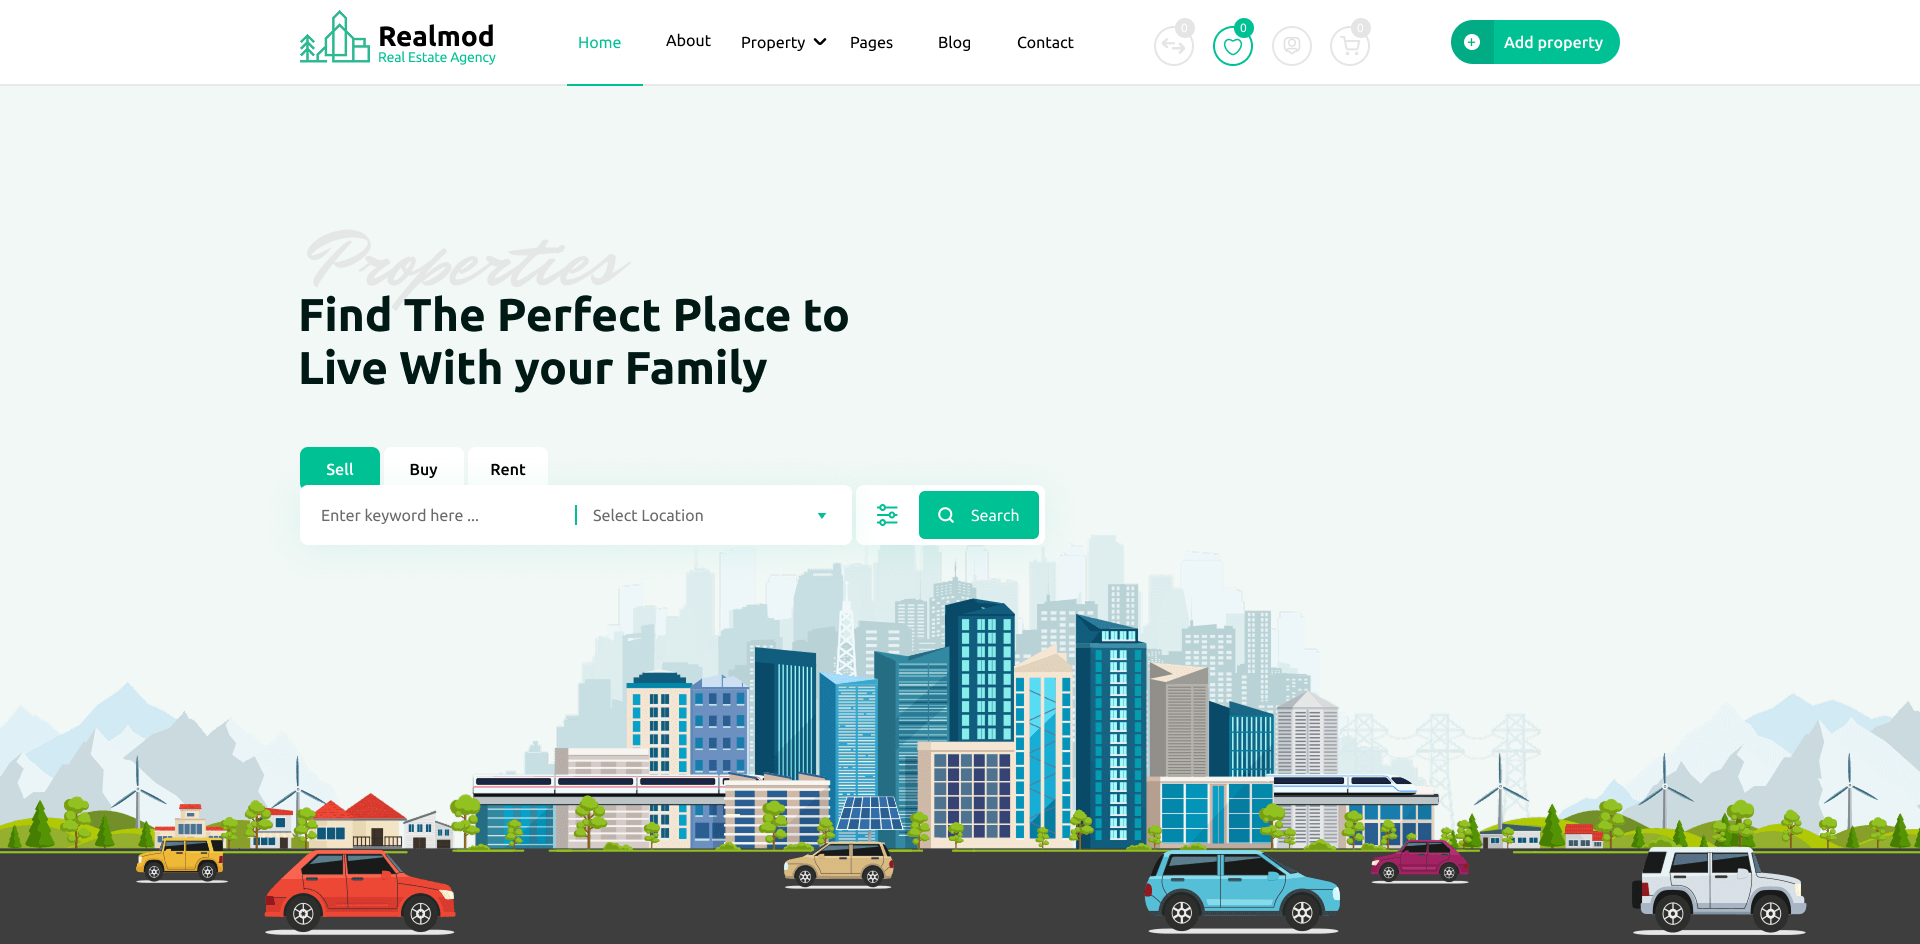 Realmod
Real Estate Agency
Home About Property Pages Blog Contact
0 0 0
Add property
Properties
Find The Perfect Place to
Live With your Family
Sell Buy Rent
Enter keyword here ... Select Location Search